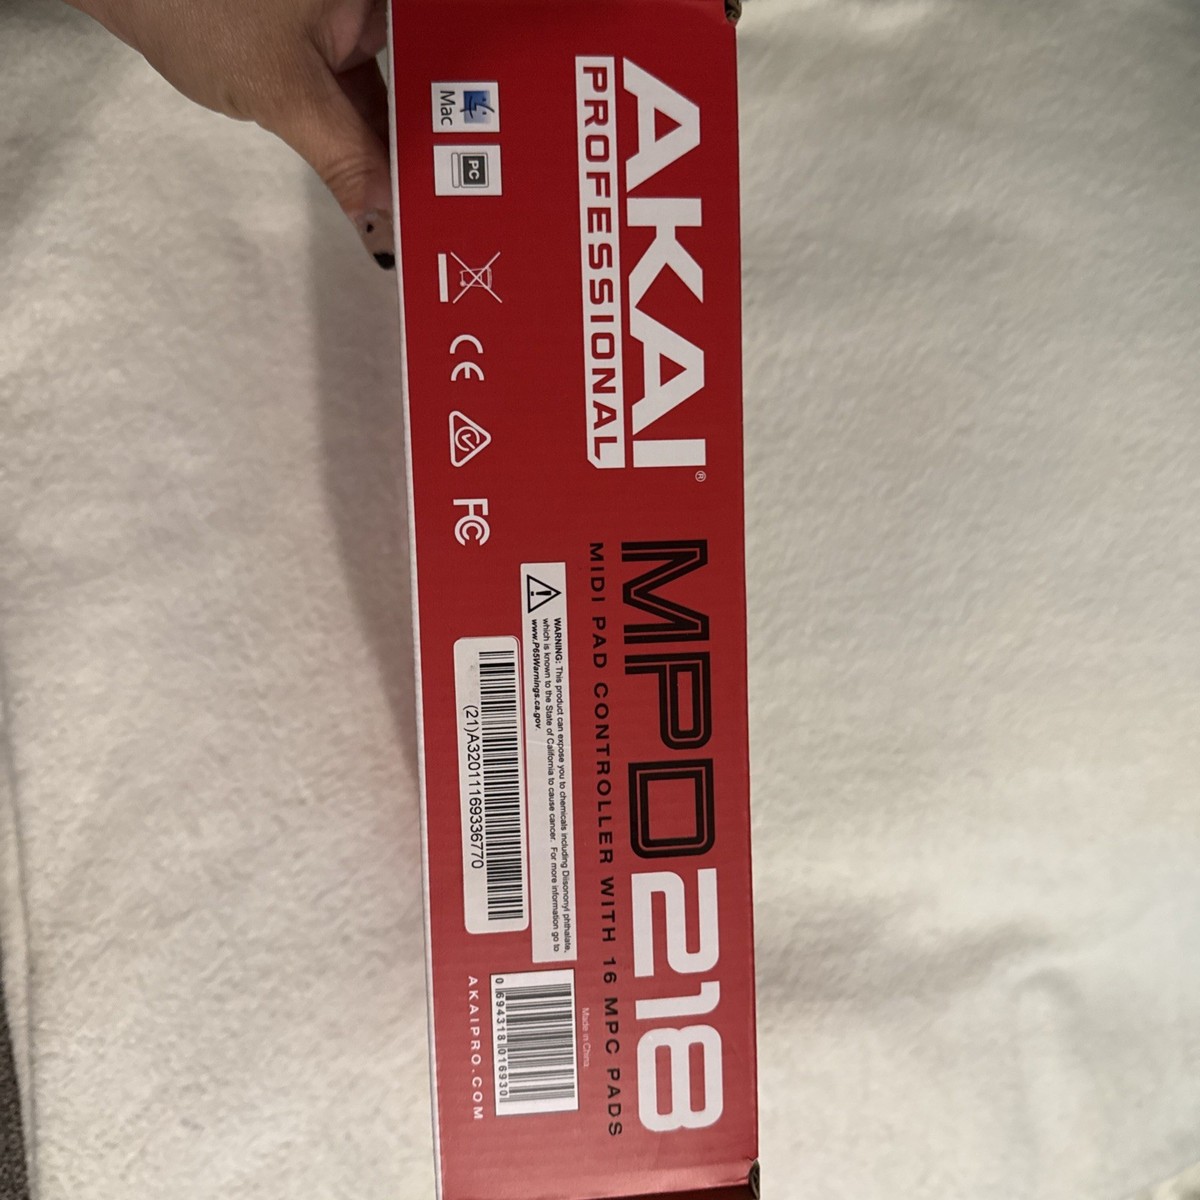 AKAI®
PROFESSIONAL
MPD218
MIDI PAD CONTROLLER WITH 16 MPC PADS
Mac
PC
CE
FC
WARNING: This product can expose you to chemicals including Diisononyl phthalate,
which is known to the State of California to cause cancer. For more information go to
www.P65Warnings.ca.gov.
(21)A32011169336770
Made in China
0 694318 016930
AKAIPRO.COM